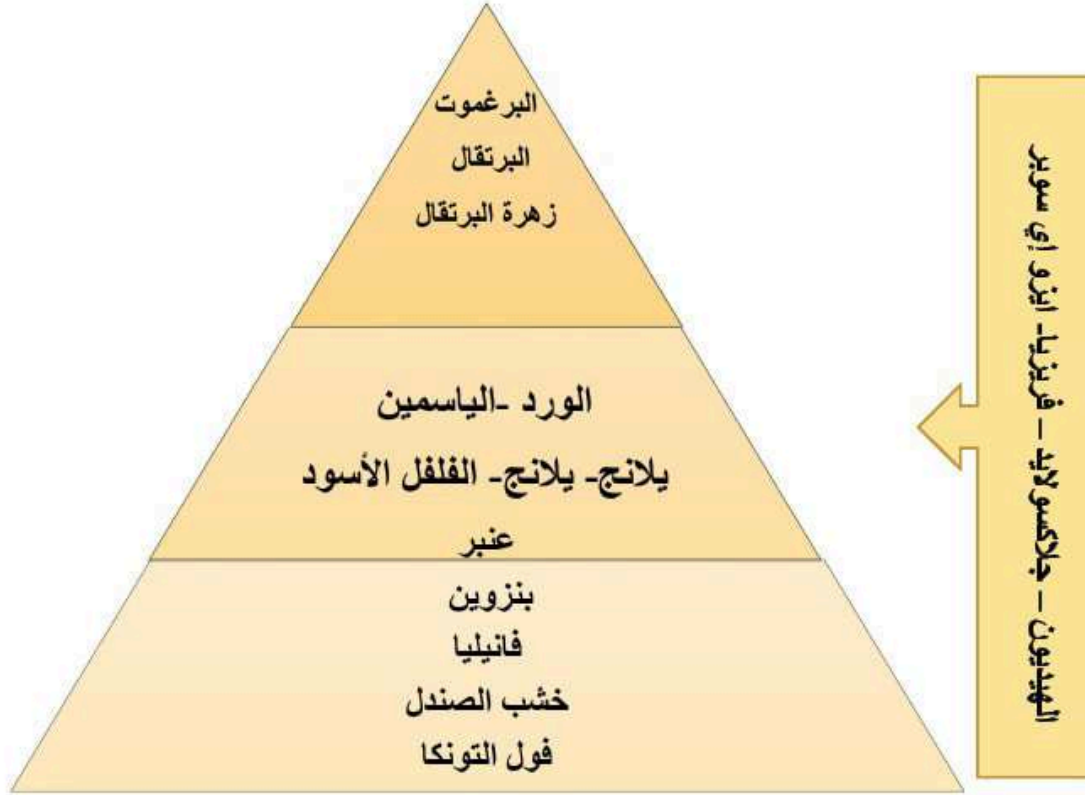 البرغموت
البرتقال
زهرة البرتقال
الورد -الياسمين
يلانج- يلانج- الفلفل الأسود
عنبر
بنزوين
فانيليا
خشب الصندل
فول التونكا
الهيديون – جلاكسولايد – فريزيا- ايزو إي سوبر